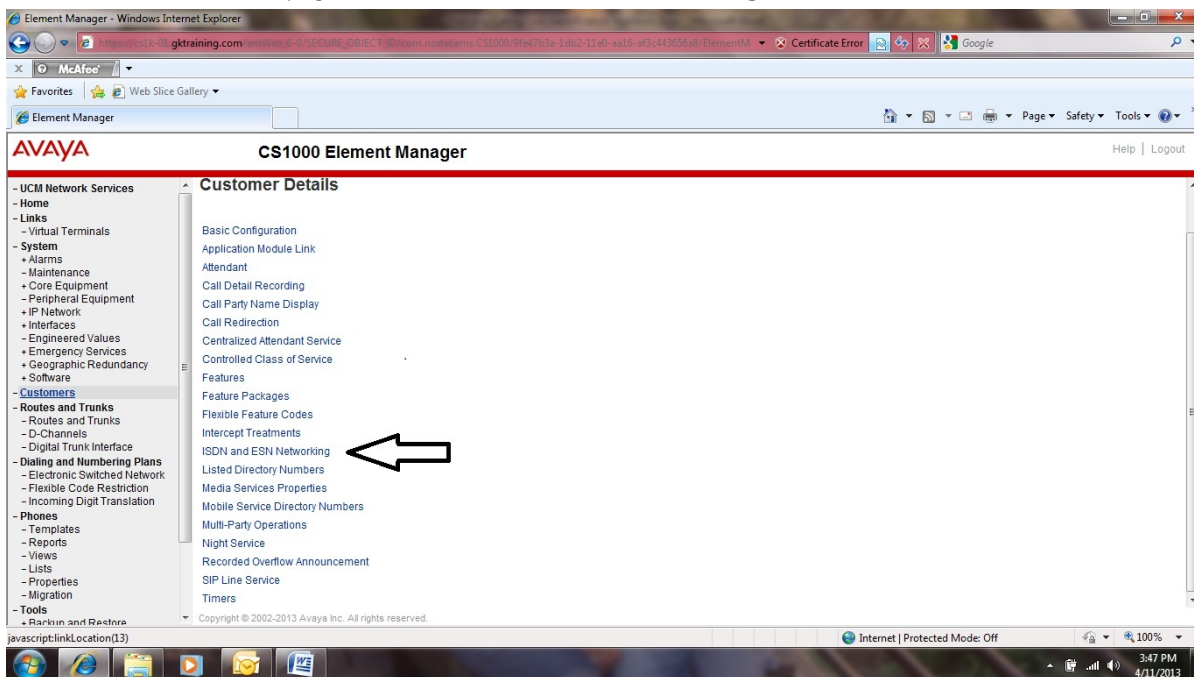 Element Manager - Windows Internet Explorer
gktraining.com
Certificate Error
Google
X McAfee
Favorites Web Slice Gallery
Element Manager
Page Safety Tools
AVAYA
CS1000 Element Manager
Help | Logout
- UCM Network Services
- Home
- Links
- Virtual Terminals
- System
+ Alarms
- Maintenance
+ Core Equipment
- Peripheral Equipment
+ IP Network
+ Interfaces
- Engineered Values
+ Emergency Services
+ Geographic Redundancy
+ Software
- Customers
- Routes and Trunks
- Routes and Trunks
- D-Channels
- Digital Trunk Interface
- Dialing and Numbering Plans
- Electronic Switched Network
- Flexible Code Restriction
- Incoming Digit Translation
- Phones
- Templates
- Reports
- Views
- Lists
- Properties
- Migration
- Tools
+ Backup and Restore
Customer Details
Basic Configuration
Application Module Link
Attendant
Call Detail Recording
Call Party Name Display
Call Redirection
Centralized Attendant Service
Controlled Class of Service
Features
Feature Packages
Flexible Feature Codes
Intercept Treatments
ISDN and ESN Networking
Listed Directory Numbers
Media Services Properties
Mobile Service Directory Numbers
Multi-Party Operations
Night Service
Recorded Overflow Announcement
SIP Line Service
Timers
Copyright © 2002-2013 Avaya Inc. All rights reserved.
javascript:linkLocation(13)
Internet | Protected Mode: Off
100%
3:47 PM
4/11/2013